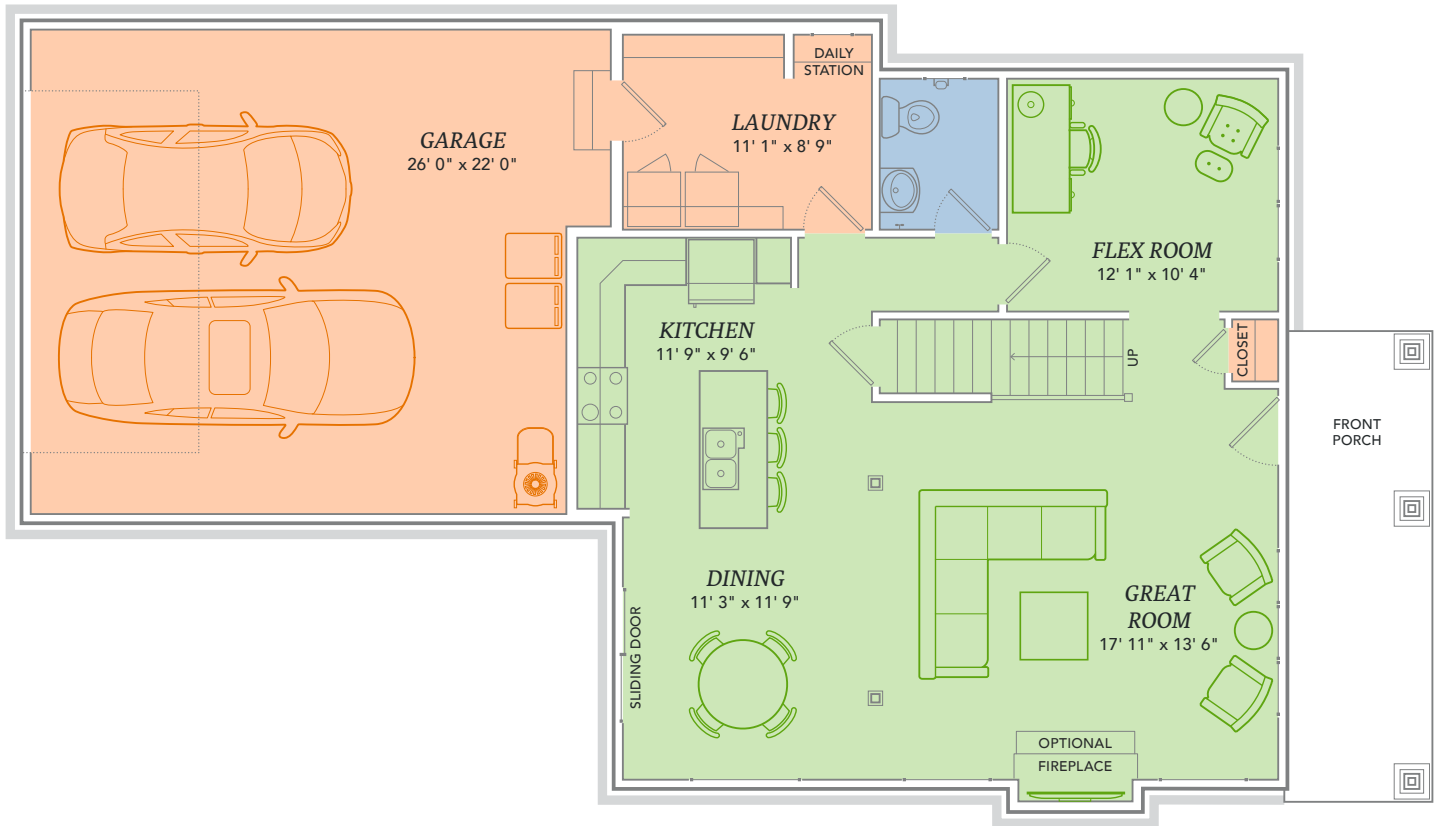 DAILY
STATION
GARAGE
26' 0" x 22' 0"
LAUNDRY
11' 1" x 8' 9"
FLEX ROOM
12' 1" x 10' 4"
KITCHEN
11' 9" x 9' 6"
UP
CLOSET
FRONT
PORCH
DINING
11' 3" x 11' 9"
GREAT
ROOM
17' 11" x 13' 6"
SLIDING DOOR
OPTIONAL
FIREPLACE